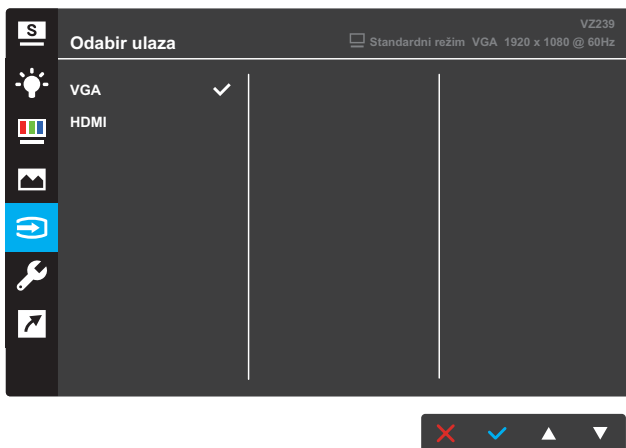 S
VZ239
Odabir ulaza
Standardni režim VGA 1920 x 1080 @ 60Hz
VGA
HDMI